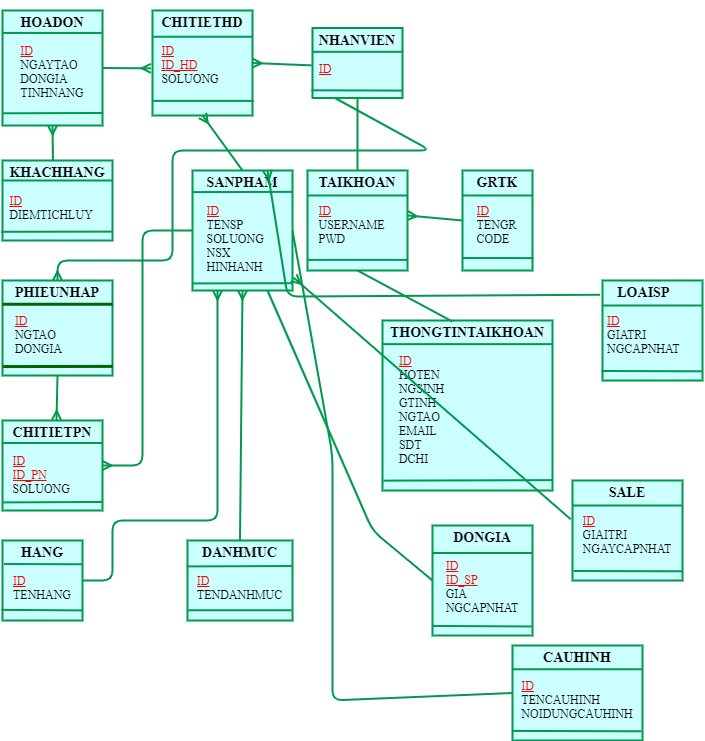 HOADON
ID
NGAYTAO
DONGIA
TINHNANG
CHITIETHD
ID
ID_HD
SOLUONG
NHANVIEN
ID
KHACHHANG
ID
DIEMTICHLUY
SANPHAM
ID
TENSP
SOLUONG
NSX
HINHANH
TAIKHOAN
ID
USERNAME
PWD
GRTK
ID
TENGR
CODE
PHIEUNHAP
ID
NGTAO
DONGIA
THONGTINTAIKHOAN
ID
HOTEN
NGSINH
GTINH
NGTAO
EMAIL
SDT
DCHI
LOAISP
ID
GIATRI
NGCAPNHAT
CHITIETPN
ID
ID_PN
SOLUONG
SALE
ID
GIAITRI
NGAYCAPNHAT
HANG
ID
TENHANG
DANHMUC
ID
TENDANHMUC
DONGIA
ID
ID_SP
GIA
NGCAPNHAT
CAUHINH
ID
TENCAUHINH
NOIDUNGCAUHINH